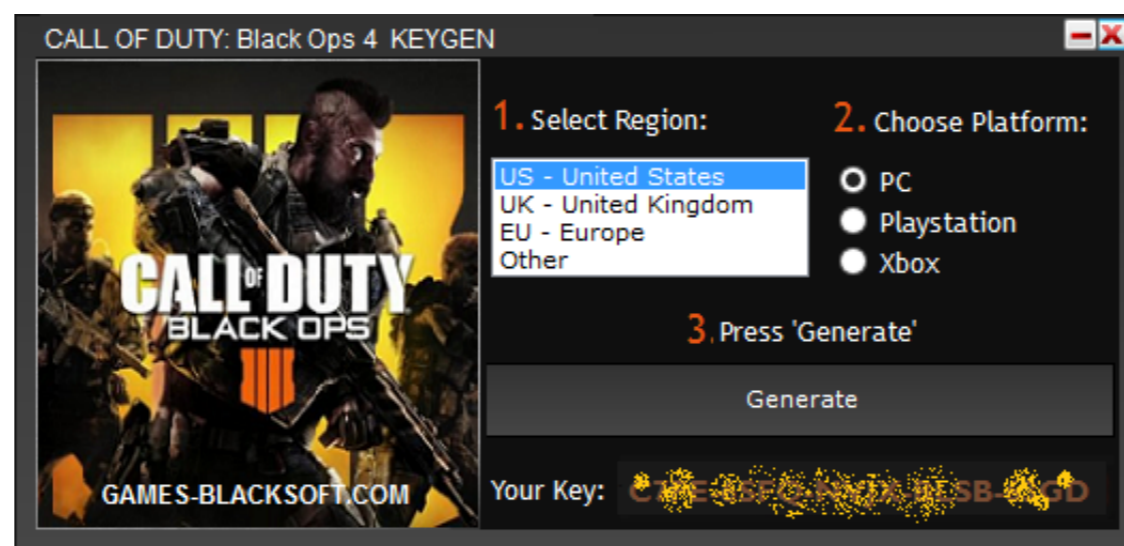 CALL OF DUTY: Black Ops 4 KEYGEN
1. Select Region:
US - United States
UK - United Kingdom
EU - Europe
Other
2. Choose Platform:
PC
Playstation
Xbox
CALL OF DUTY
BLACK OPS
IIII
GAMES-BLACKSOFT.COM
3. Press 'Generate'
Generate
Your Key: